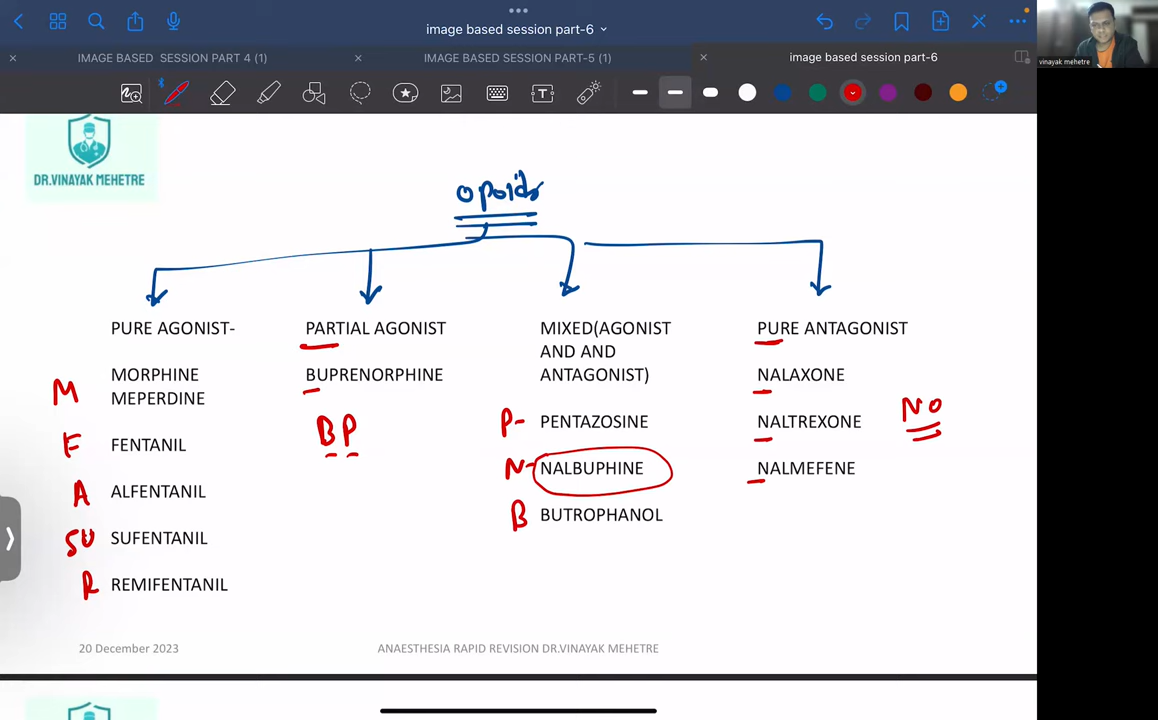 image based session part-6
IMAGE BASED SESSION PART 4 (1)
IMAGE BASED SESSION PART-5 (1)
image based session part-6
vinayak mehetre
T
DR.VINAYAK MEHETRE
opoids
PURE AGONIST-
MORPHINE
MEPERDINE
M
F FENTANIL
A ALFENTANIL
SU SUFENTANIL
R REMIFENTANIL
PARTIAL AGONIST
BUPRENORPHINE
BP
MIXED(AGONIST
AND AND
ANTAGONIST)
P- PENTAZOSINE
N- NALBUPHINE
B BUTROPHANOL
PURE ANTAGONIST
NALAXONE
NALTREXONE
NALMEFENE
NO
20 December 2023
ANAESTHESIA RAPID REVISION DR.VINAYAK MEHETRE